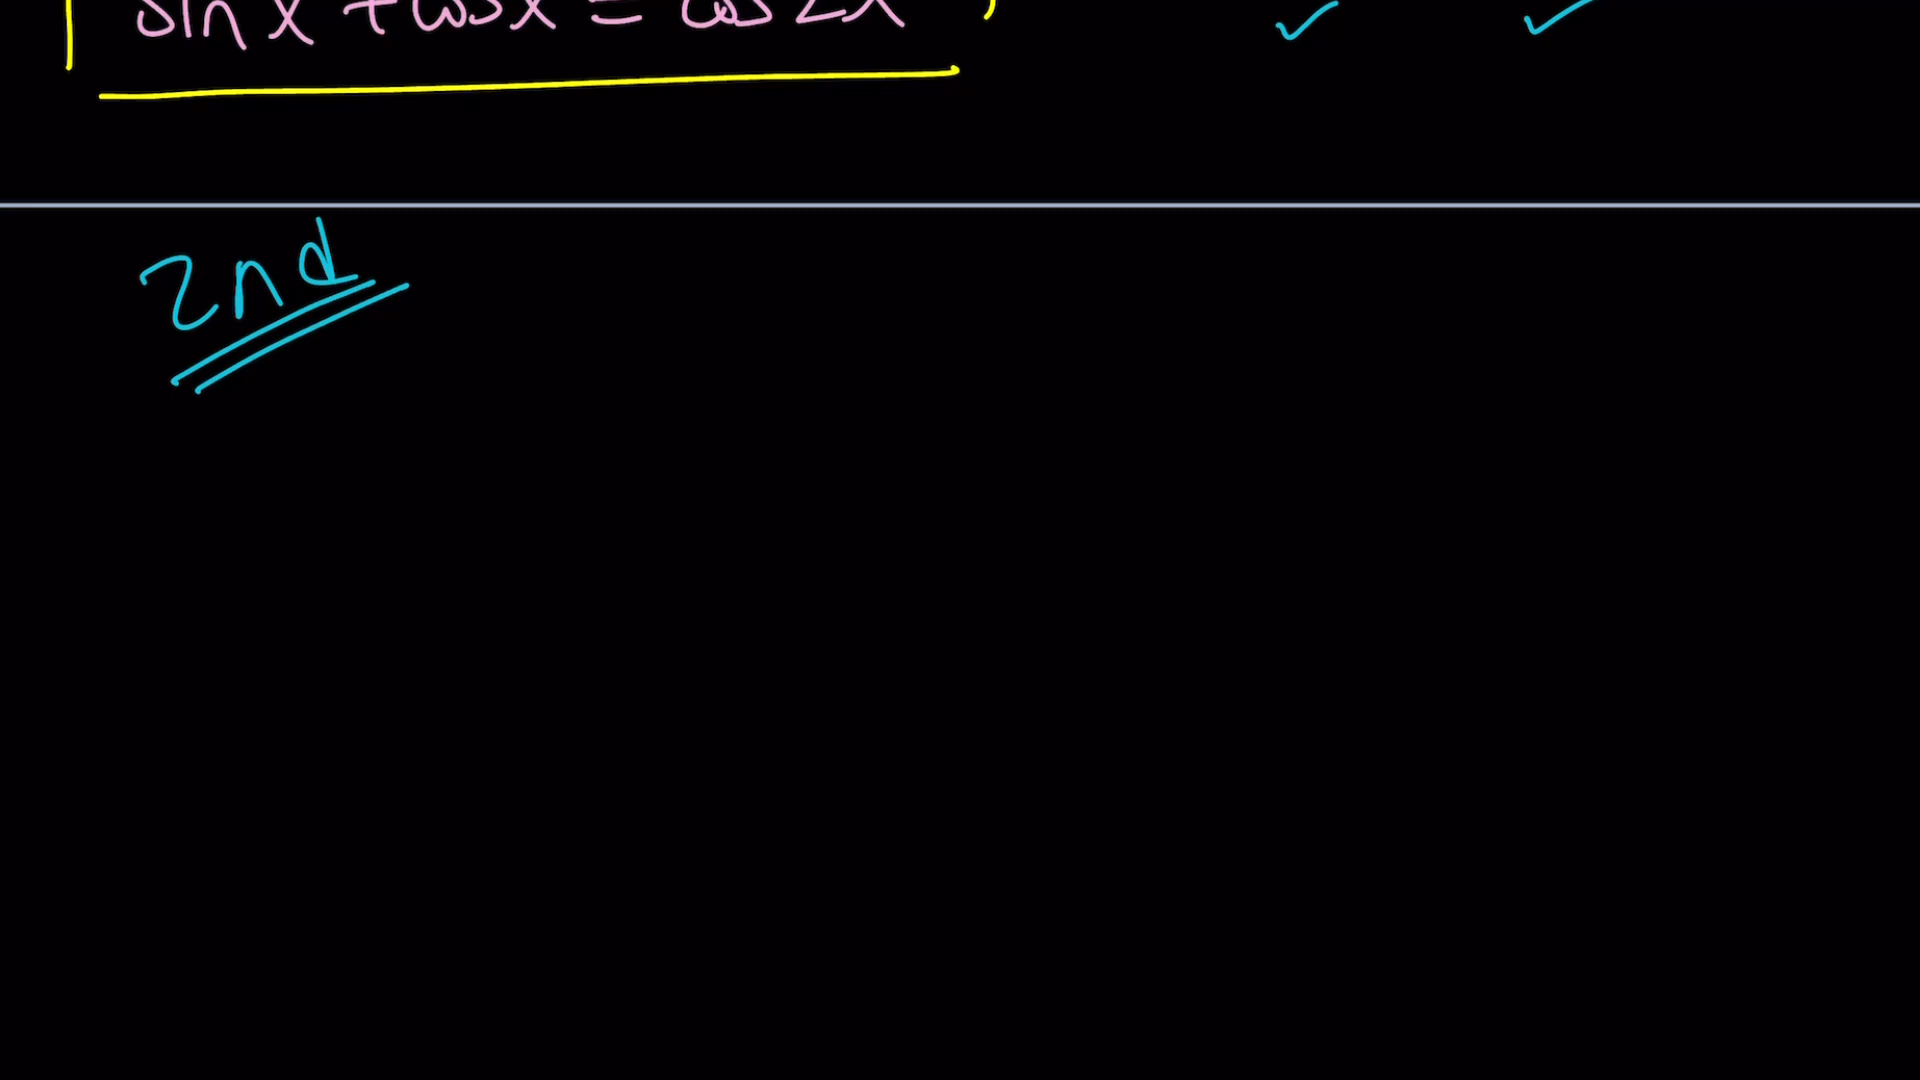 sin x + cos x = cos 2x
2nd